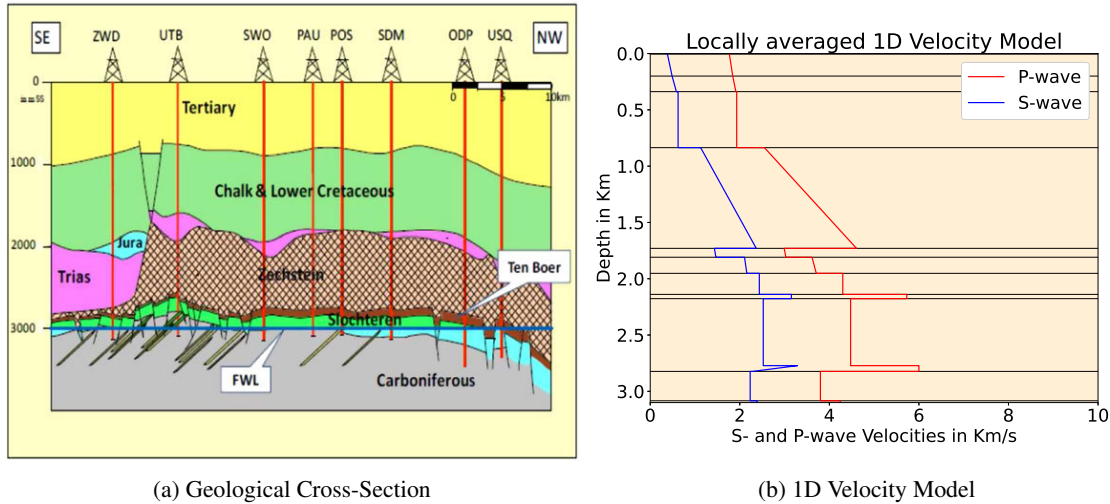 SE
ZWD
UTB
SWO
PAU
POS
SDM
ODP
USQ
NW
0
0
5
10km
Tertiary
1000
Chalk & Lower Cretaceous
Jura
2000
Ten Boer
Trias
Zechstein
Slochteren
3000
FWL
Carboniferous
(a) Geological Cross-Section
Locally averaged 1D Velocity Model
P-wave
S-wave
Depth in Km
0.0
0.5
1.0
1.5
2.0
2.5
3.0
0
2
4
6
8
10
S- and P-wave Velocities in Km/s
(b) 1D Velocity Model